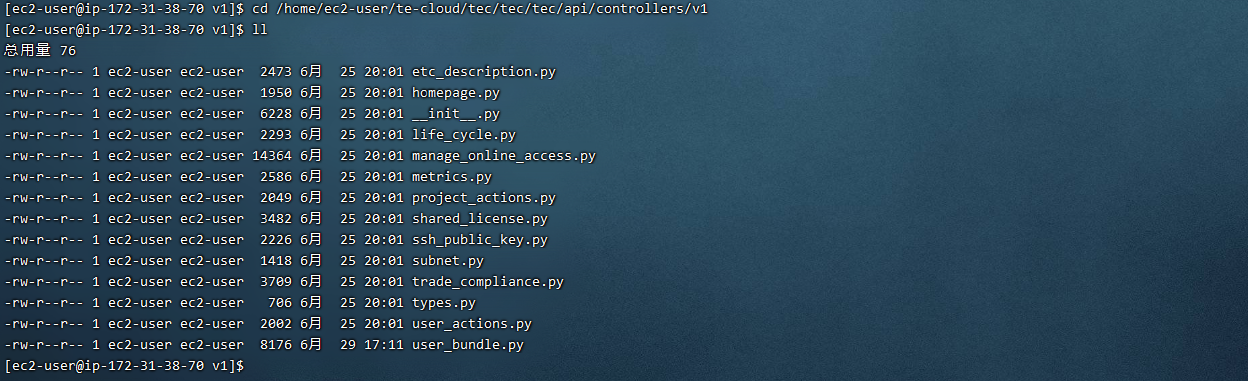 [ec2-user@ip-172-31-38-70 v1]$ cd /home/ec2-user/te-cloud/tec/tec/tec/api/controllers/v1
[ec2-user@ip-172-31-38-70 v1]$ ll
总用量 76
-rw-r--r-- 1 ec2-user ec2-user  2473 6月  25 20:01 etc_description.py
-rw-r--r-- 1 ec2-user ec2-user  1950 6月  25 20:01 homepage.py
-rw-r--r-- 1 ec2-user ec2-user  6228 6月  25 20:01 __init__.py
-rw-r--r-- 1 ec2-user ec2-user  2293 6月  25 20:01 life_cycle.py
-rw-r--r-- 1 ec2-user ec2-user 14364 6月  25 20:01 manage_online_access.py
-rw-r--r-- 1 ec2-user ec2-user  2586 6月  25 20:01 metrics.py
-rw-r--r-- 1 ec2-user ec2-user  2049 6月  25 20:01 project_actions.py
-rw-r--r-- 1 ec2-user ec2-user  3482 6月  25 20:01 shared_license.py
-rw-r--r-- 1 ec2-user ec2-user  2226 6月  25 20:01 ssh_public_key.py
-rw-r--r-- 1 ec2-user ec2-user  1418 6月  25 20:01 subnet.py
-rw-r--r-- 1 ec2-user ec2-user  3709 6月  25 20:01 trade_compliance.py
-rw-r--r-- 1 ec2-user ec2-user   706 6月  25 20:01 types.py
-rw-r--r-- 1 ec2-user ec2-user  2002 6月  25 20:01 user_actions.py
-rw-r--r-- 1 ec2-user ec2-user  8176 6月  29 17:11 user_bundle.py
[ec2-user@ip-172-31-38-70 v1]$